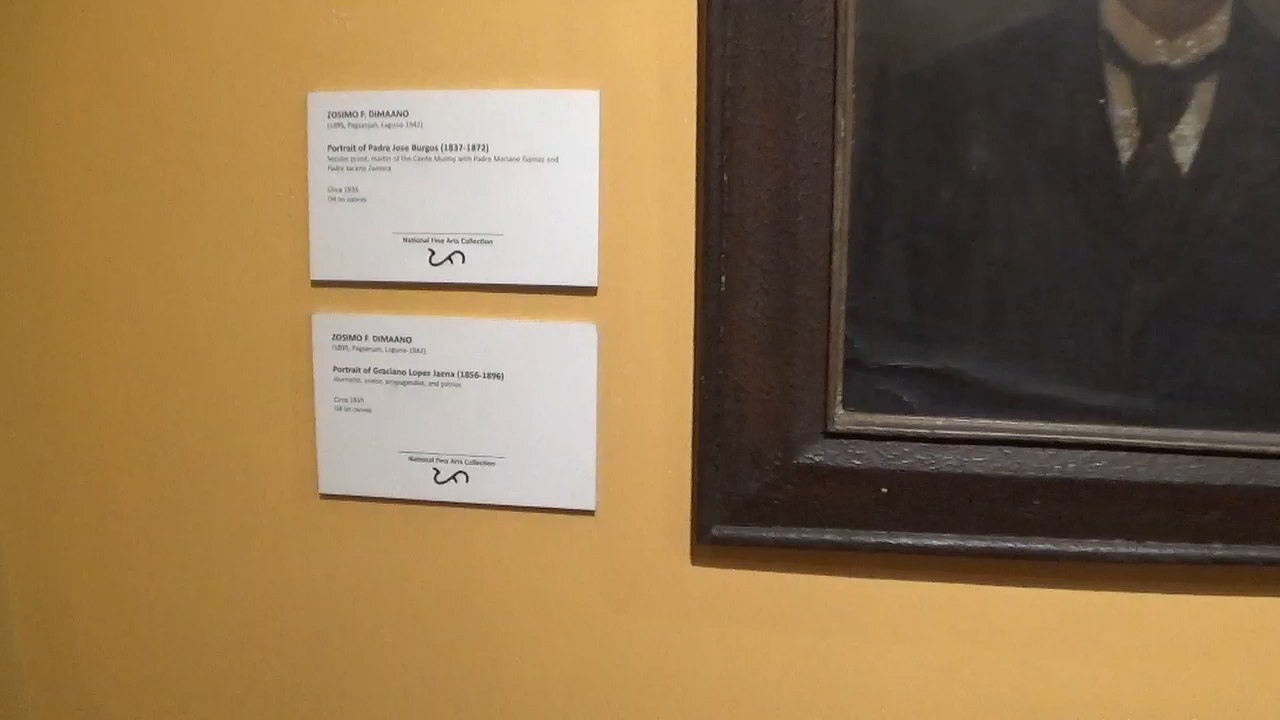 ZOSIMO F. DIMAANO
(1895, Pagsanjan, Laguna-1942)
Portrait of Padre Jose Burgos (1837-1872)
Secular priest, martyr of the Cavite Mutiny with Padre Mariano Gomez and
Padre Jacinto Zamora
Circa 1935
Oil on canvas
National Fine Arts Collection
ZOSIMO F. DIMAANO
(1895, Pagsanjan, Laguna-1942)
Portrait of Graciano Lopez Jaena (1856-1896)
Journalist, orator, propagandist, and patriot
Circa
Oil on canvas
National Fine Arts Collection